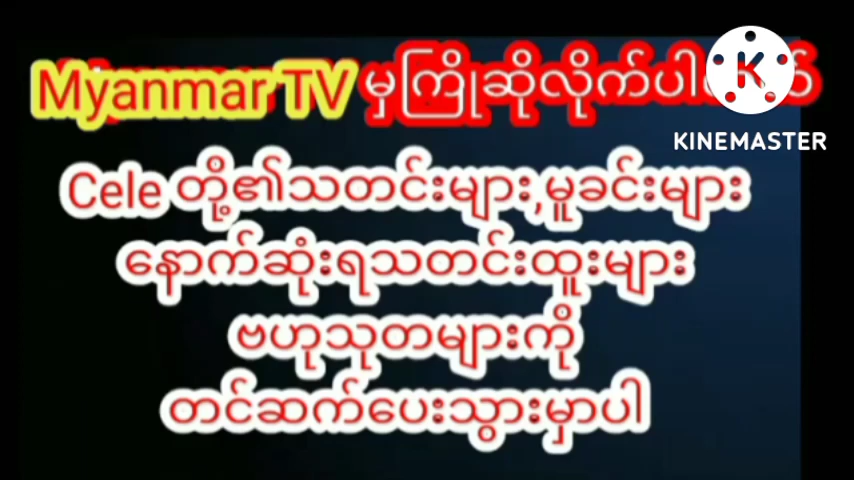 Myanmar TV မှကြိုဆိုလိုက်ပါ
KINEMASTER
Cele တို့၏သတင်းများ,မူခင်းများ
နောက်ဆုံးရသတင်းထူးများ
ဗဟုသုတများကို
တင်ဆက်ပေးသွားမှာပါ